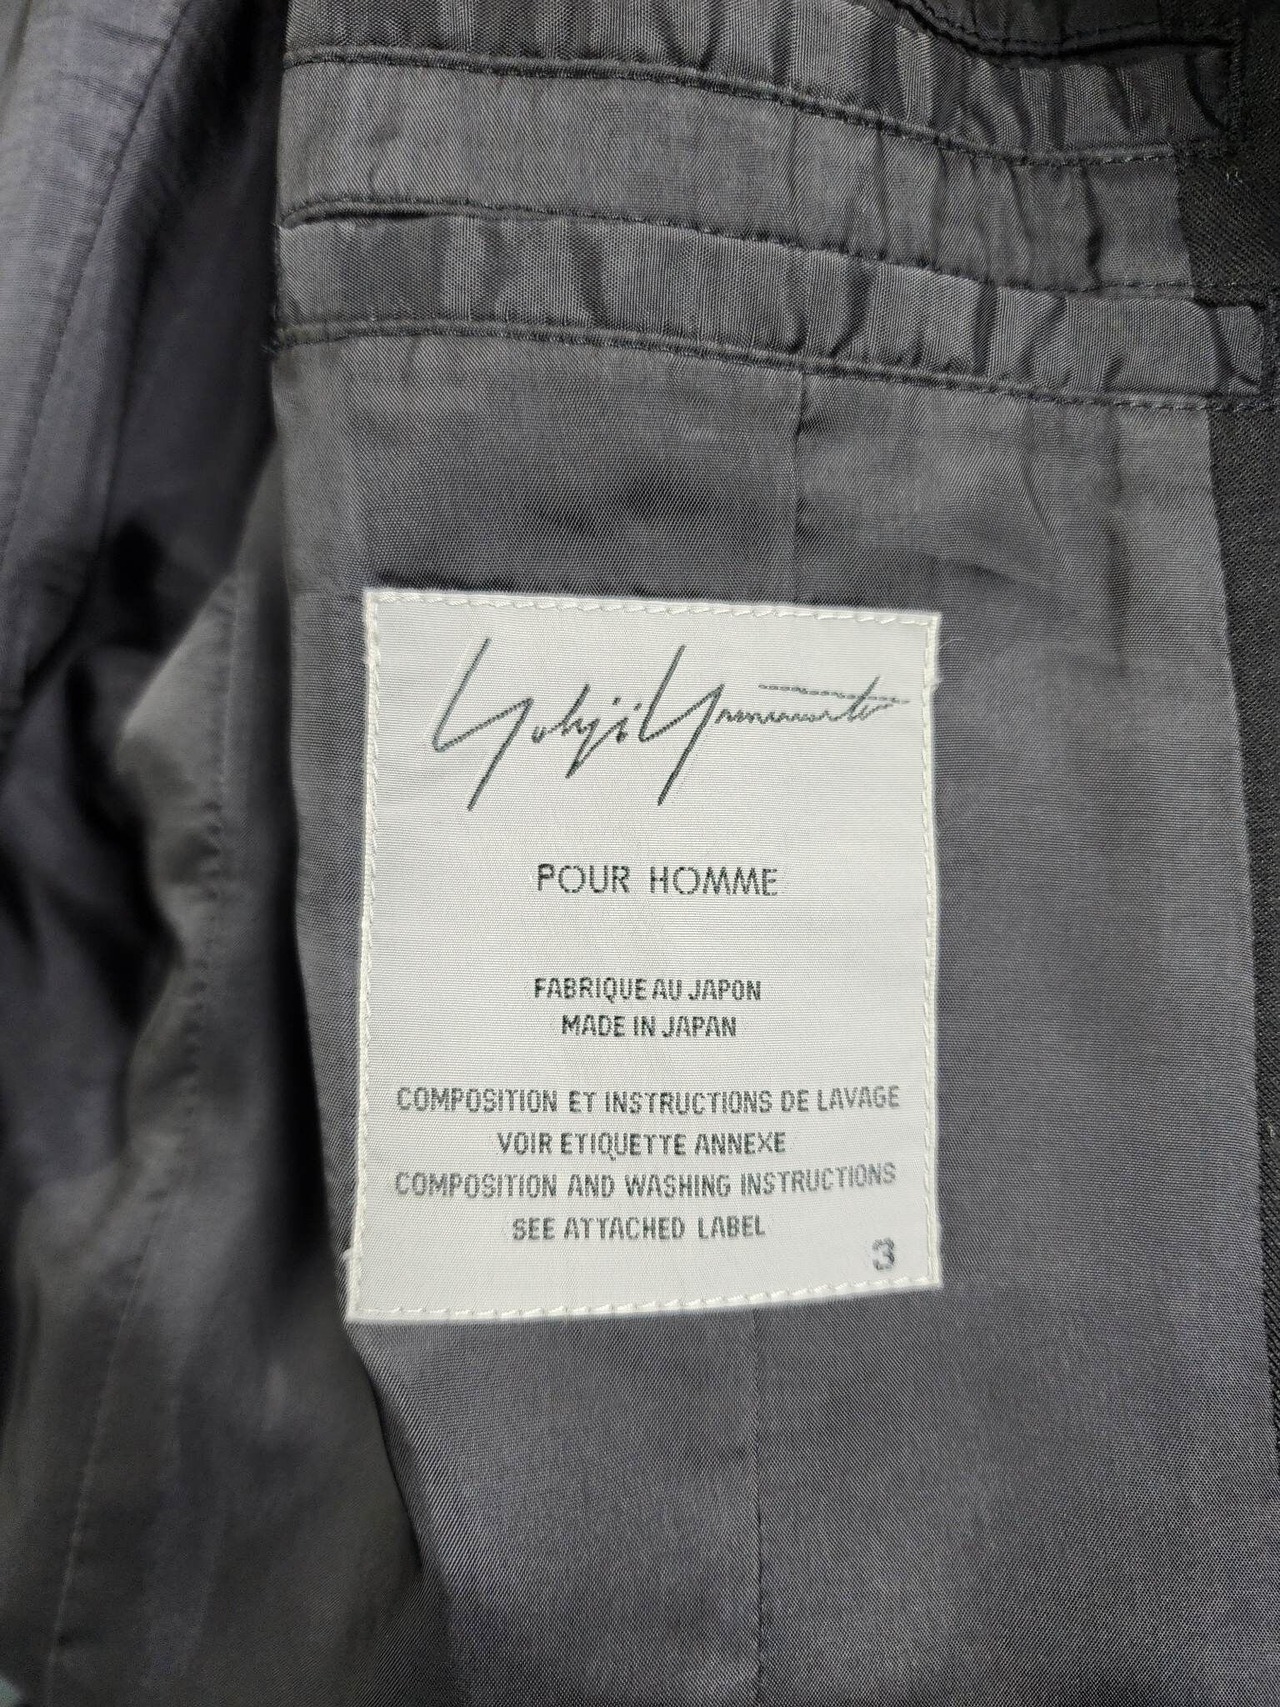 Yohji Yamamoto
POUR HOMME
FABRIQUE AU JAPON
MADE IN JAPAN
COMPOSITION ET INSTRUCTIONS DE LAVAGE
VOIR ETIQUETTE ANNEXE
COMPOSITION AND WASHING INSTRUCTIONS
SEE ATTACHED LABEL
3